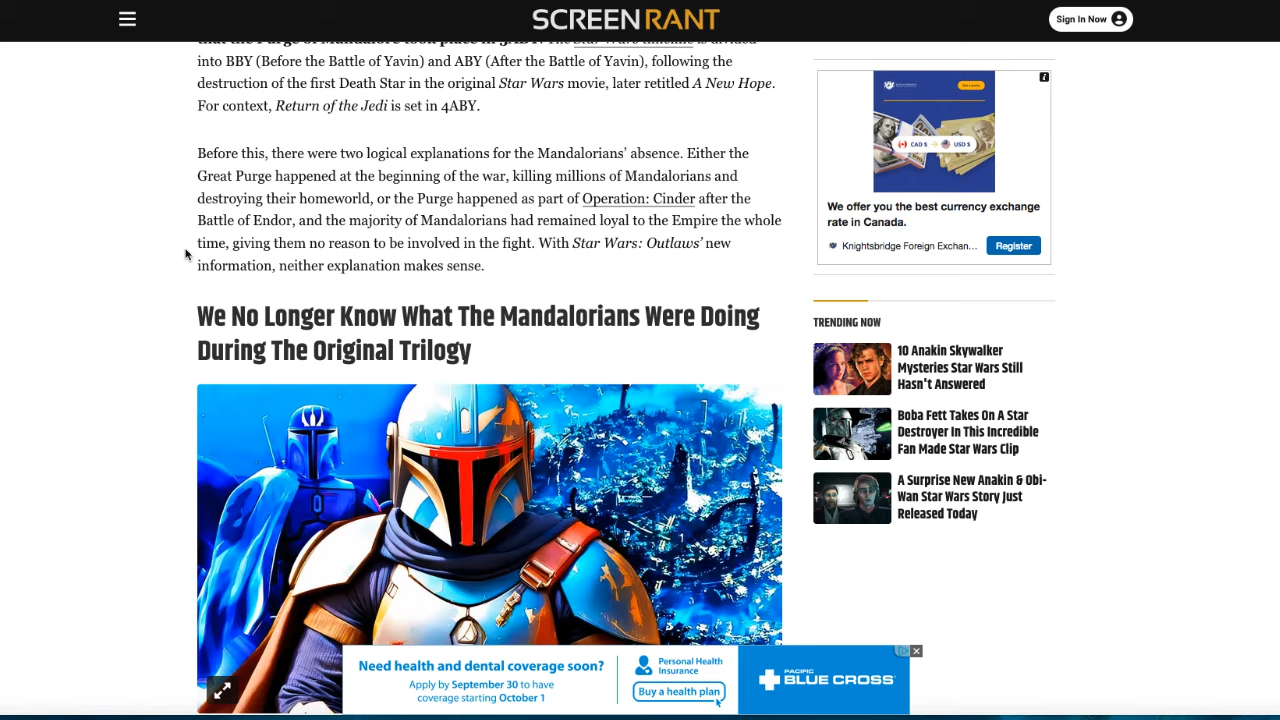 SCREENRANT
Sign In Now
that the Purge of Mandalore took place in 3ABY. The Star Wars timeline is divided
into BBY (Before the Battle of Yavin) and ABY (After the Battle of Yavin), following the
destruction of the first Death Star in the original Star Wars movie, later retitled A New Hope.
For context, Return of the Jedi is set in 4ABY.
Before this, there were two logical explanations for the Mandalorians’ absence. Either the
Great Purge happened at the beginning of the war, killing millions of Mandalorians and
destroying their homeworld, or the Purge happened as part of Operation: Cinder after the
Battle of Endor, and the majority of Mandalorians had remained loyal to the Empire the whole
time, giving them no reason to be involved in the fight. With Star Wars: Outlaws’ new
information, neither explanation makes sense.
We No Longer Know What The Mandalorians Were Doing
During The Original Trilogy
CAD $
USD $
We offer you the best currency exchange
rate in Canada.
Knightsbridge Foreign Exchan...
Register
TRENDING NOW
10 Anakin Skywalker
Mysteries Star Wars Still
Hasn't Answered
Boba Fett Takes On A Star
Destroyer In This Incredible
Fan Made Star Wars Clip
A Surprise New Anakin & Obi-
Wan Star Wars Story Just
Released Today
Need health and dental coverage soon?
Apply by September 30 to have
coverage starting October 1
Personal Health
Insurance
Buy a health plan
PACIFIC
BLUE CROSS